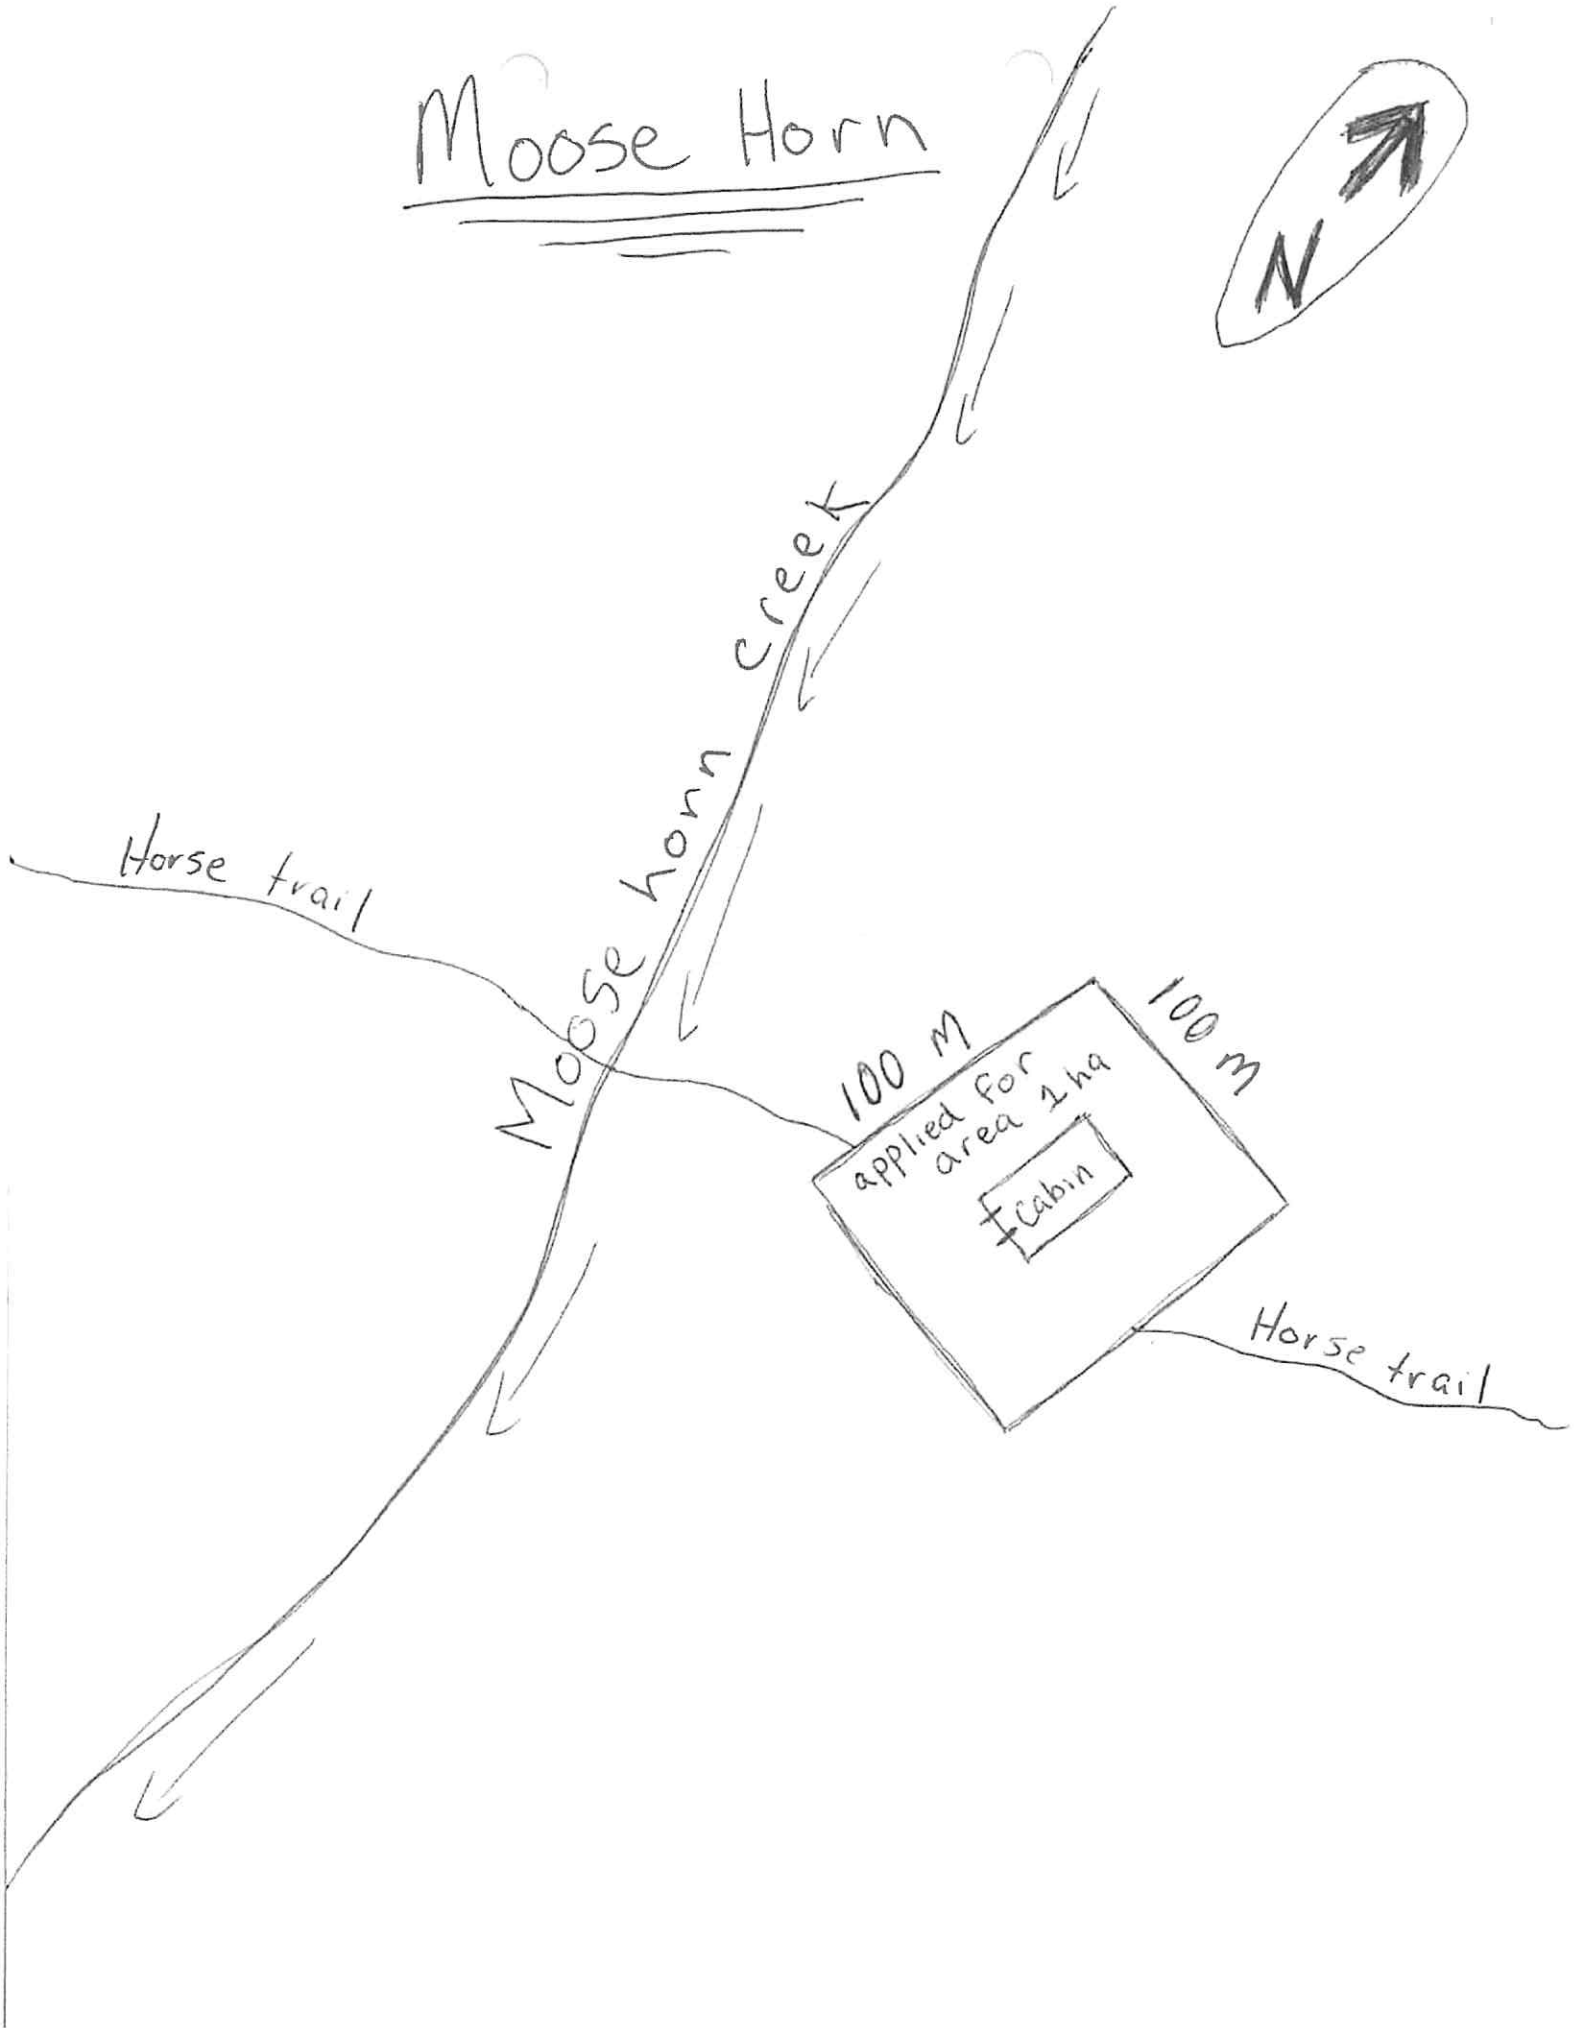 Moose Horn
N
Moose horn creek
Horse trail
100 M
100 M
applied for
area 1 ha
cabin
Horse trail